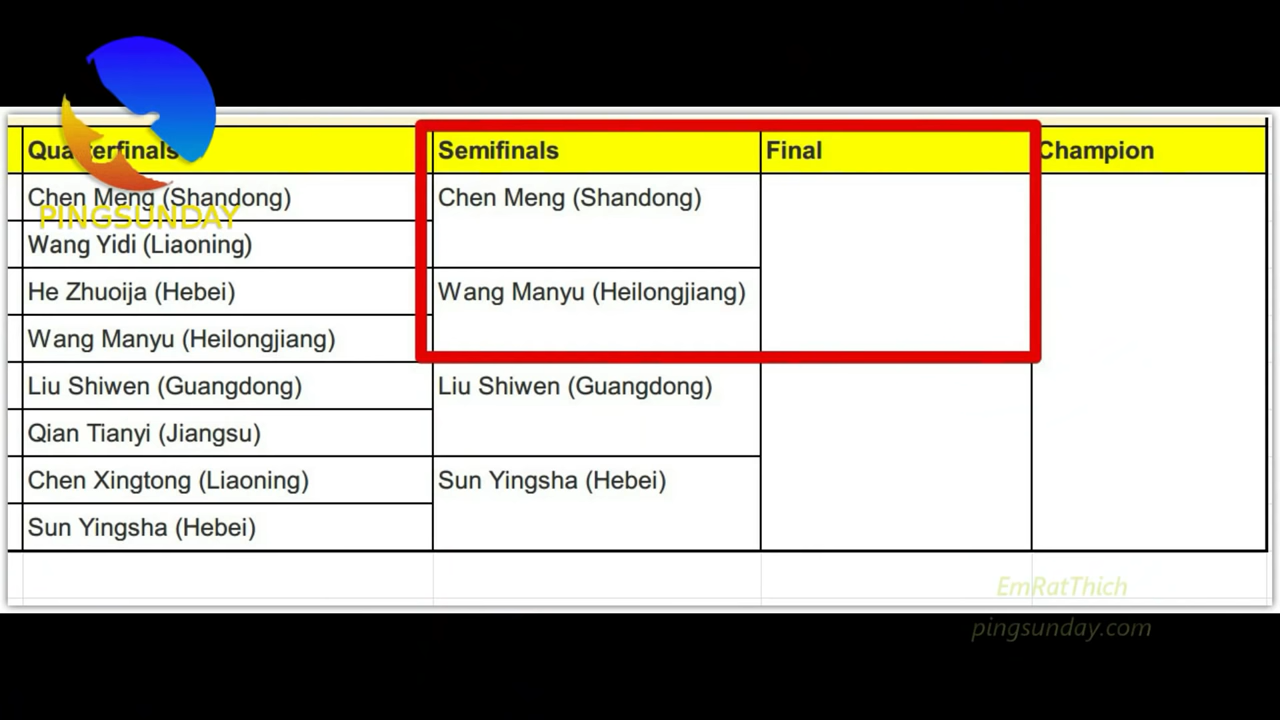 Quarterfinals Semifinals Final Champion
Chen Meng (Shandong) Chen Meng (Shandong)
PINGSUNDAY
Wang Yidi (Liaoning)
He Zhuoija (Hebei) Wang Manyu (Heilongjiang)
Wang Manyu (Heilongjiang)
Liu Shiwen (Guangdong) Liu Shiwen (Guangdong)
Qian Tianyi (Jiangsu)
Chen Xingtong (Liaoning) Sun Yingsha (Hebei)
Sun Yingsha (Hebei)
EmRatThich
pingsunday.com